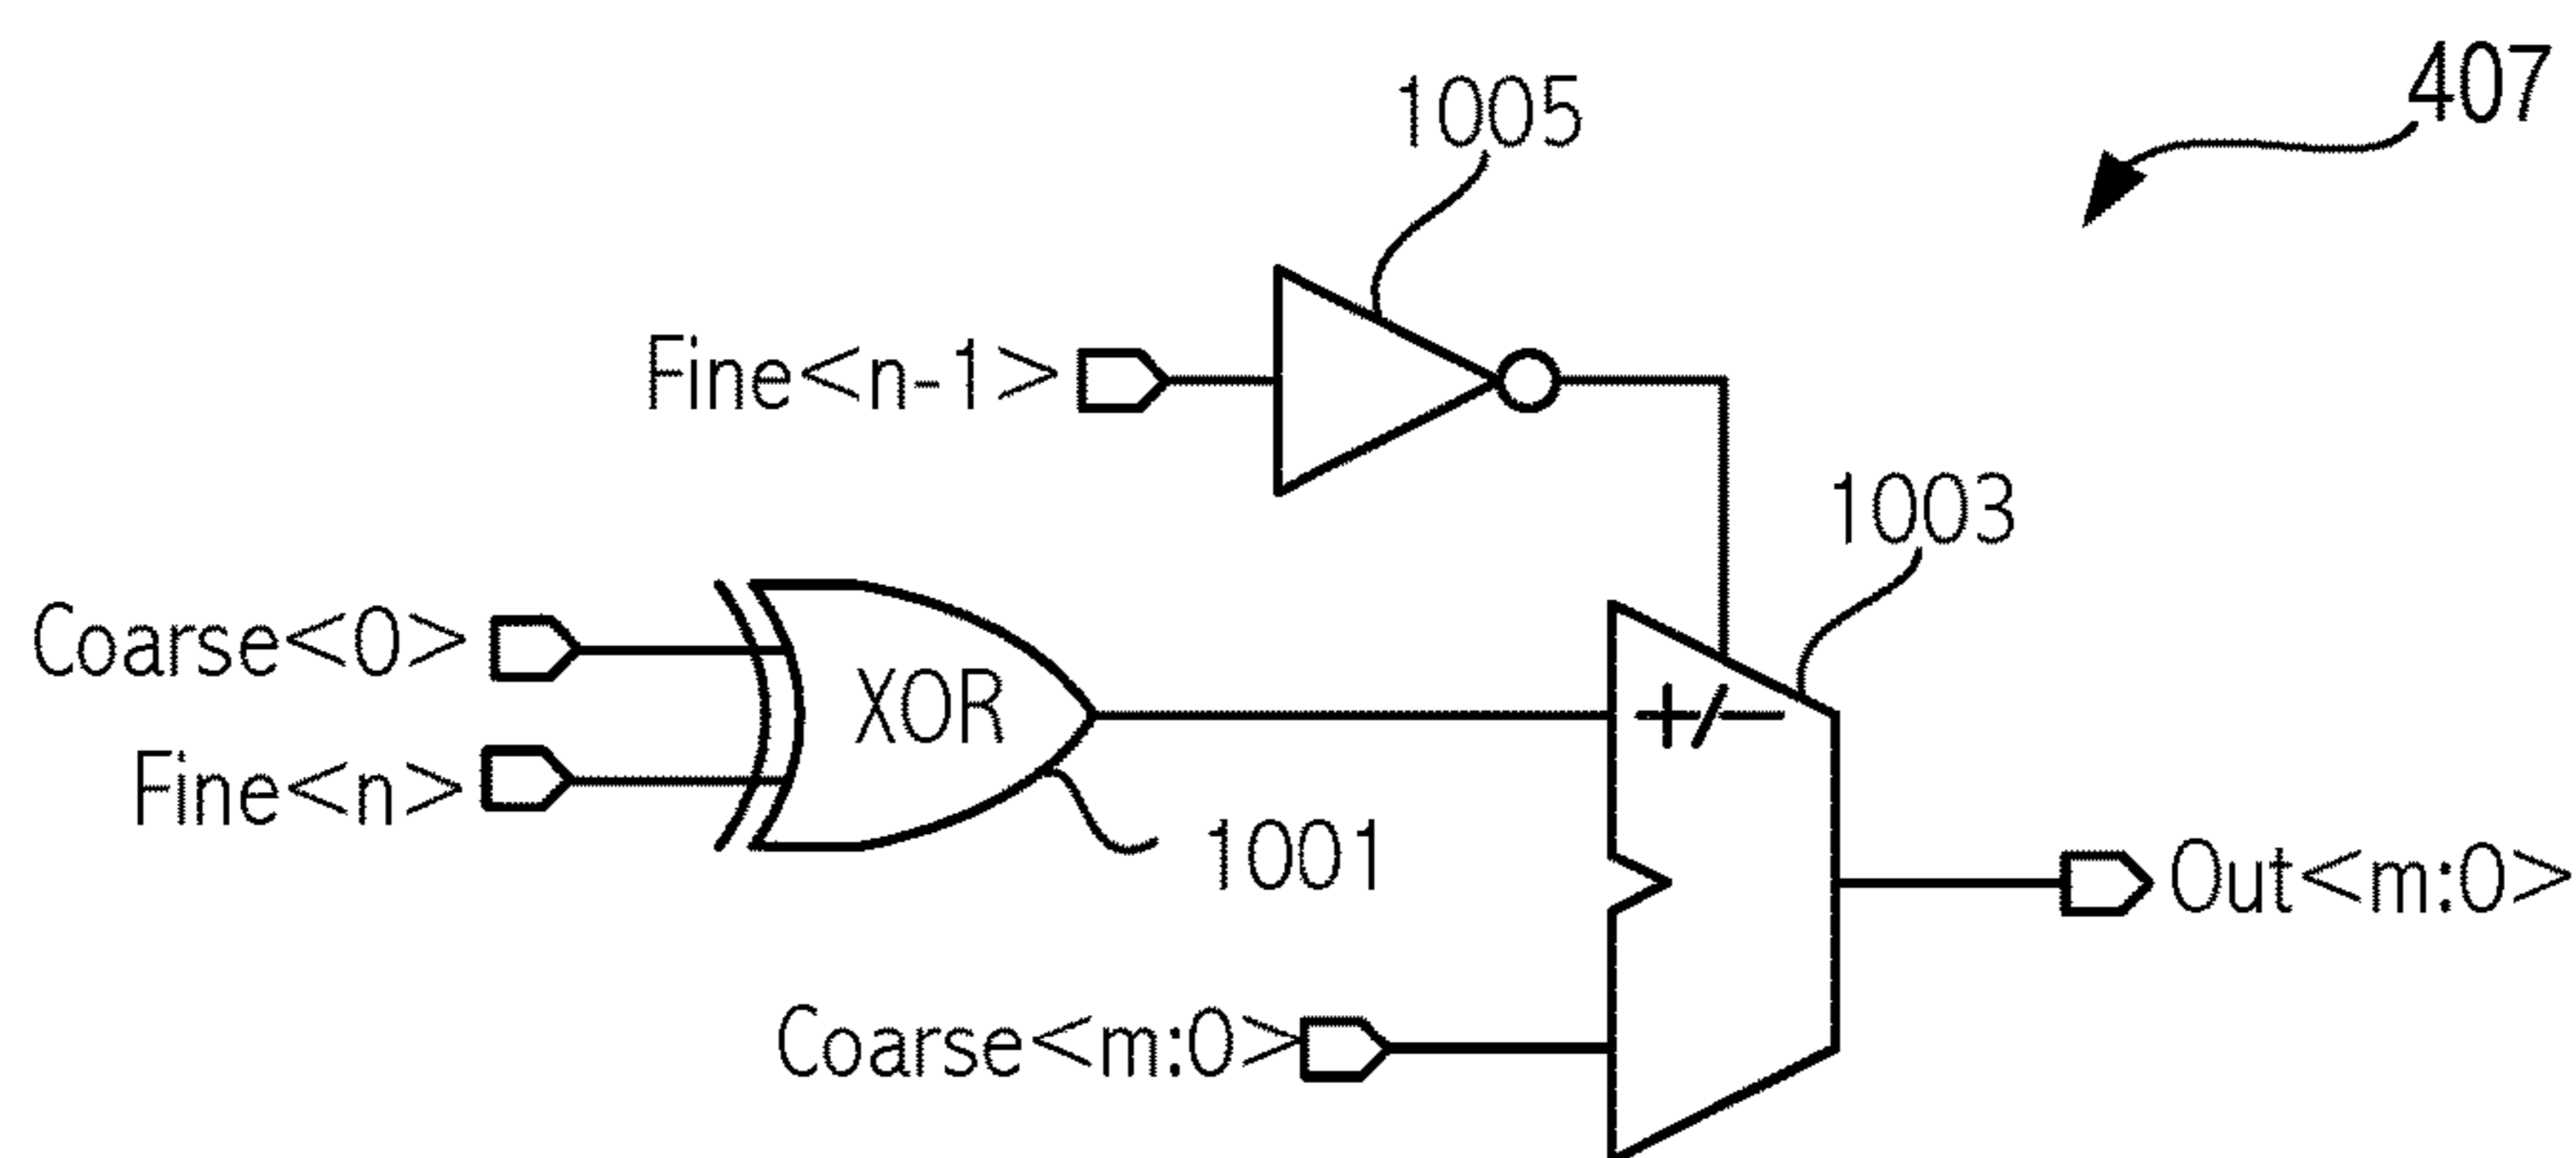 407
1005
Fine<n-1>
1003
Coarse<0>
XOR
+/−
Fine<n>
1001
Out<m:0>
Coarse<m:0>